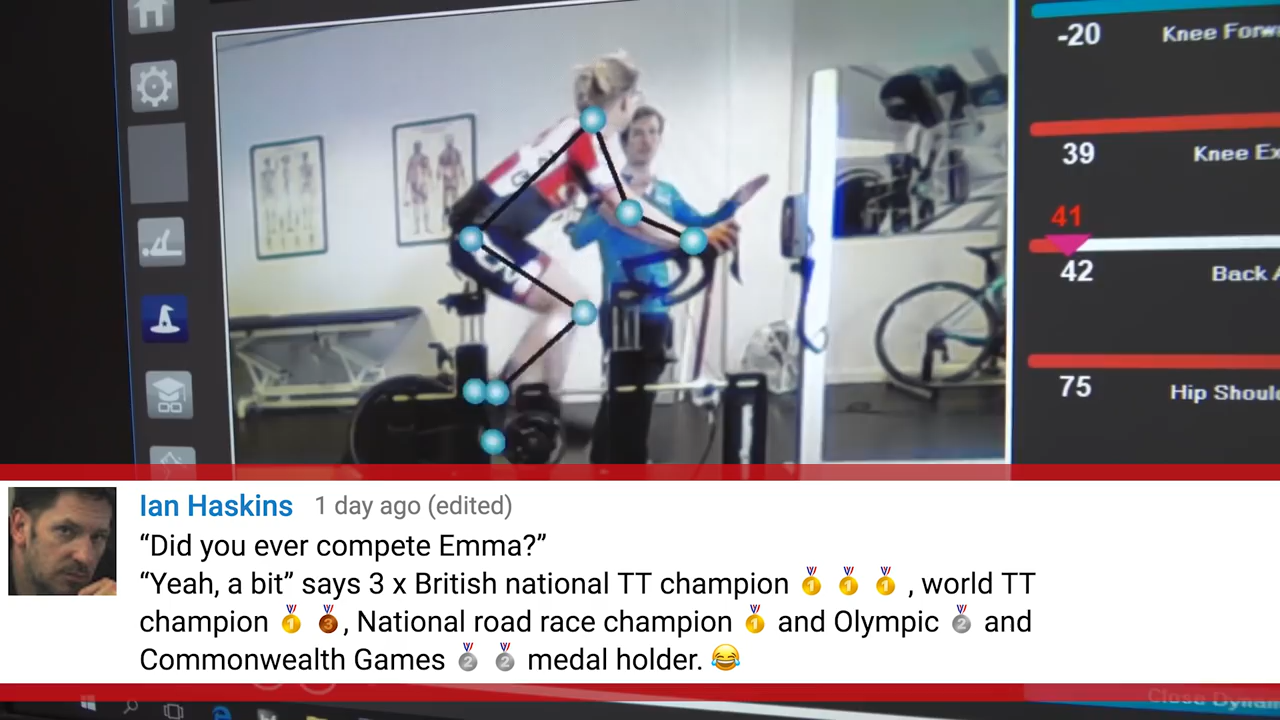 -20 Knee Forw
39 Knee Ex
41
42 Back A
75 Hip Shoul
Ian Haskins 1 day ago (edited)
“Did you ever compete Emma?”
“Yeah, a bit” says 3 x British national TT champion 🥇 🥇 🥇 , world TT
champion 🥇 🥉, National road race champion 🥇 and Olympic 🥈 and
Commonwealth Games 🥈 🥈 medal holder. 😂
Close Dynam